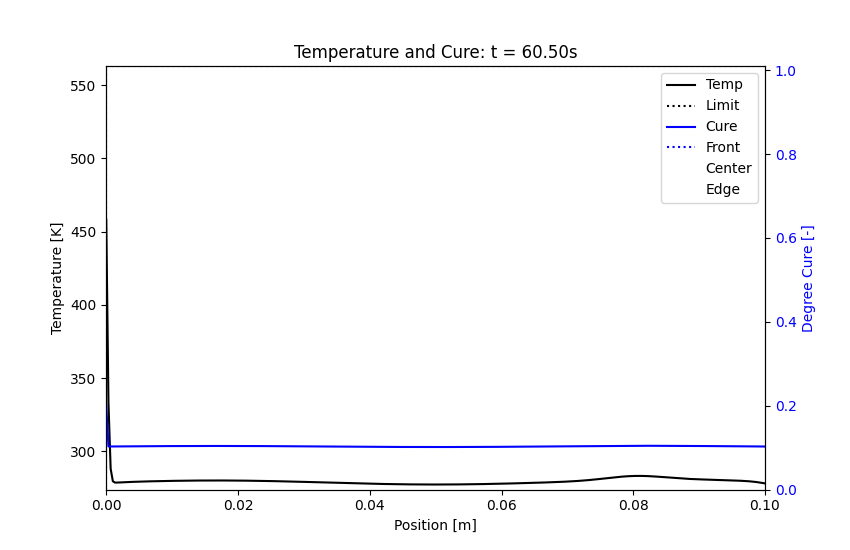 Temperature and Cure: t = 60.50s
550
500
450
400
350
300
Temperature [K]
1.0
0.8
0.6
0.4
0.2
0.0
Degree Cure [-]
Temp
Limit
Cure
Front
Center
Edge
0.00
0.02
0.04
0.06
0.08
0.10
Position [m]